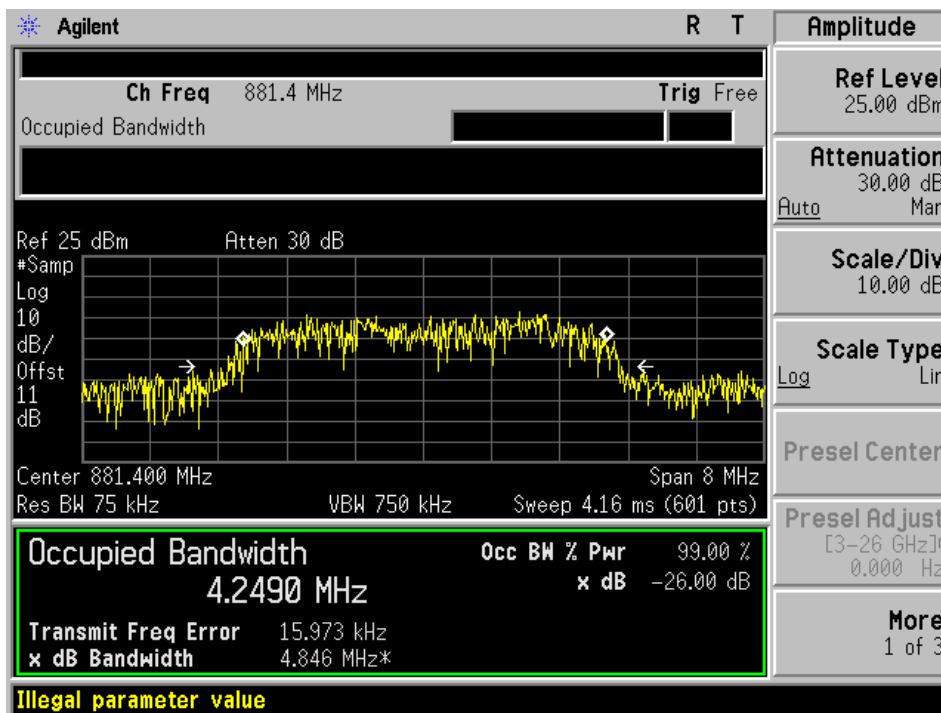 Agilent R T
Ch Freq 881.4 MHz Trig Free
Occupied Bandwidth
Ref 25 dBm Atten 30 dB
#Samp
Log
10
dB/
Offst
11
dB
Center 881.400 MHz Span 8 MHz
Res BW 75 kHz VBW 750 kHz Sweep 4.16 ms (601 pts)
Occupied Bandwidth
4.2490 MHz
Occ BW % Pwr 99.00 %
x dB -26.00 dB
Transmit Freq Error 15.973 kHz
x dB Bandwidth 4.846 MHz*
Illegal parameter value
Amplitude
Ref Level
25.00 dBm
Attenuation
30.00 dB
Auto Man
Scale/Div
10.00 dB
Scale Type
Log Lin
Presel Center
Presel Adjust
[3-26 GHz]
0.000 Hz
More
1 of 3